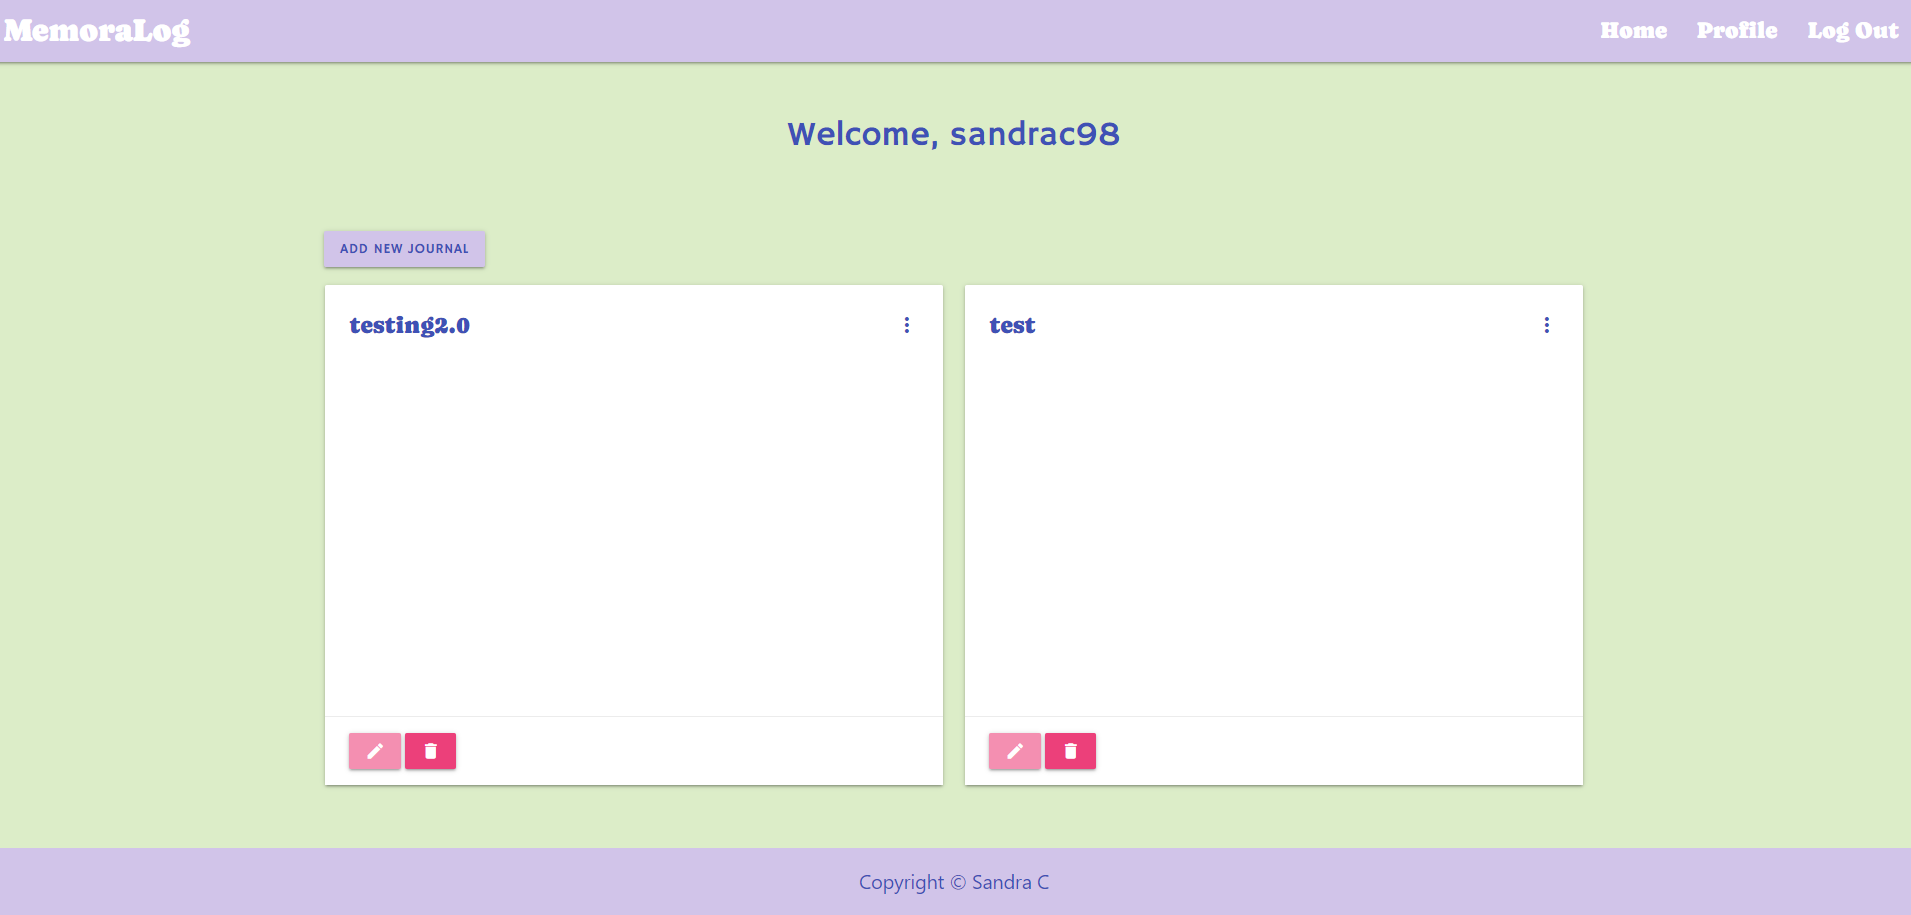 MemoraLog Home Profile Log Out
Welcome, sandrac98
ADD NEW JOURNAL
testing2.0
test
Copyright © Sandra C